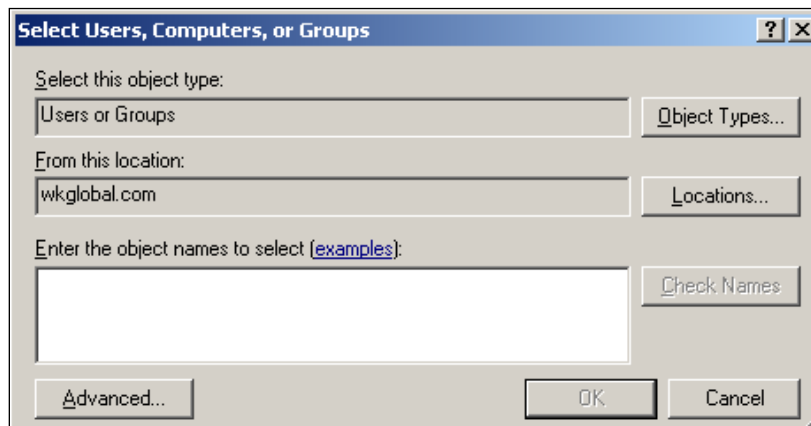 Select Users, Computers, or Groups
Select this object type:
Users or Groups
Object Types...
From this location:
wkglobal.com
Locations...
Enter the object names to select (examples):
Check Names
Advanced...
OK
Cancel